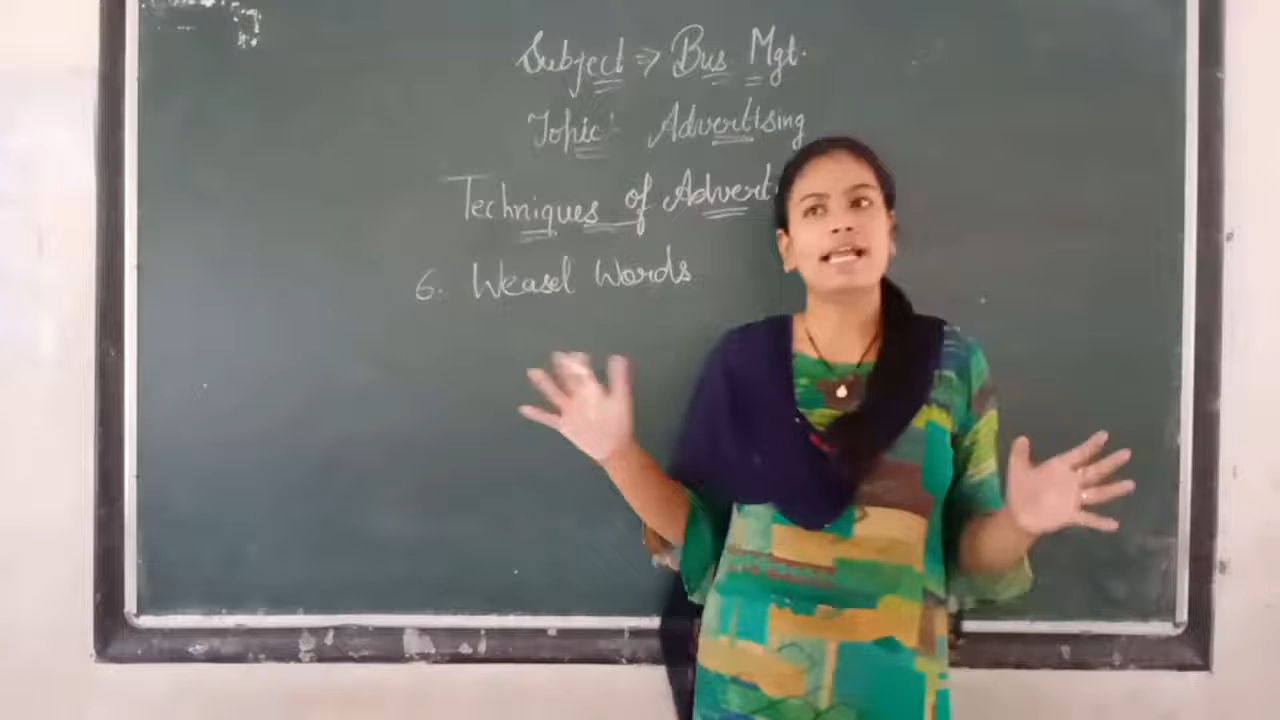 Subject => Bus Mgt.
Topic Advertising
Techniques of Advert
6. Weasel Words